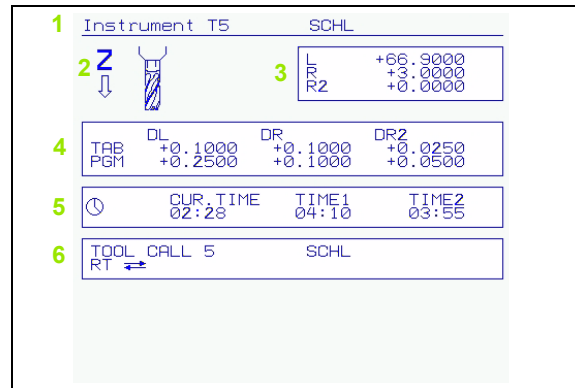 1 Instrument T5 SCHL
2 Z
3 L +66.9000
R +3.0000
R2 +0.0000
4 DL DR DR2
TAB +0.1000 +0.1000 +0.0250
PGM +0.2500 +0.1000 +0.0500
5 CUR.TIME TIME1 TIME2
02:28 04:10 03:55
6 TOOL CALL 5 SCHL
RT